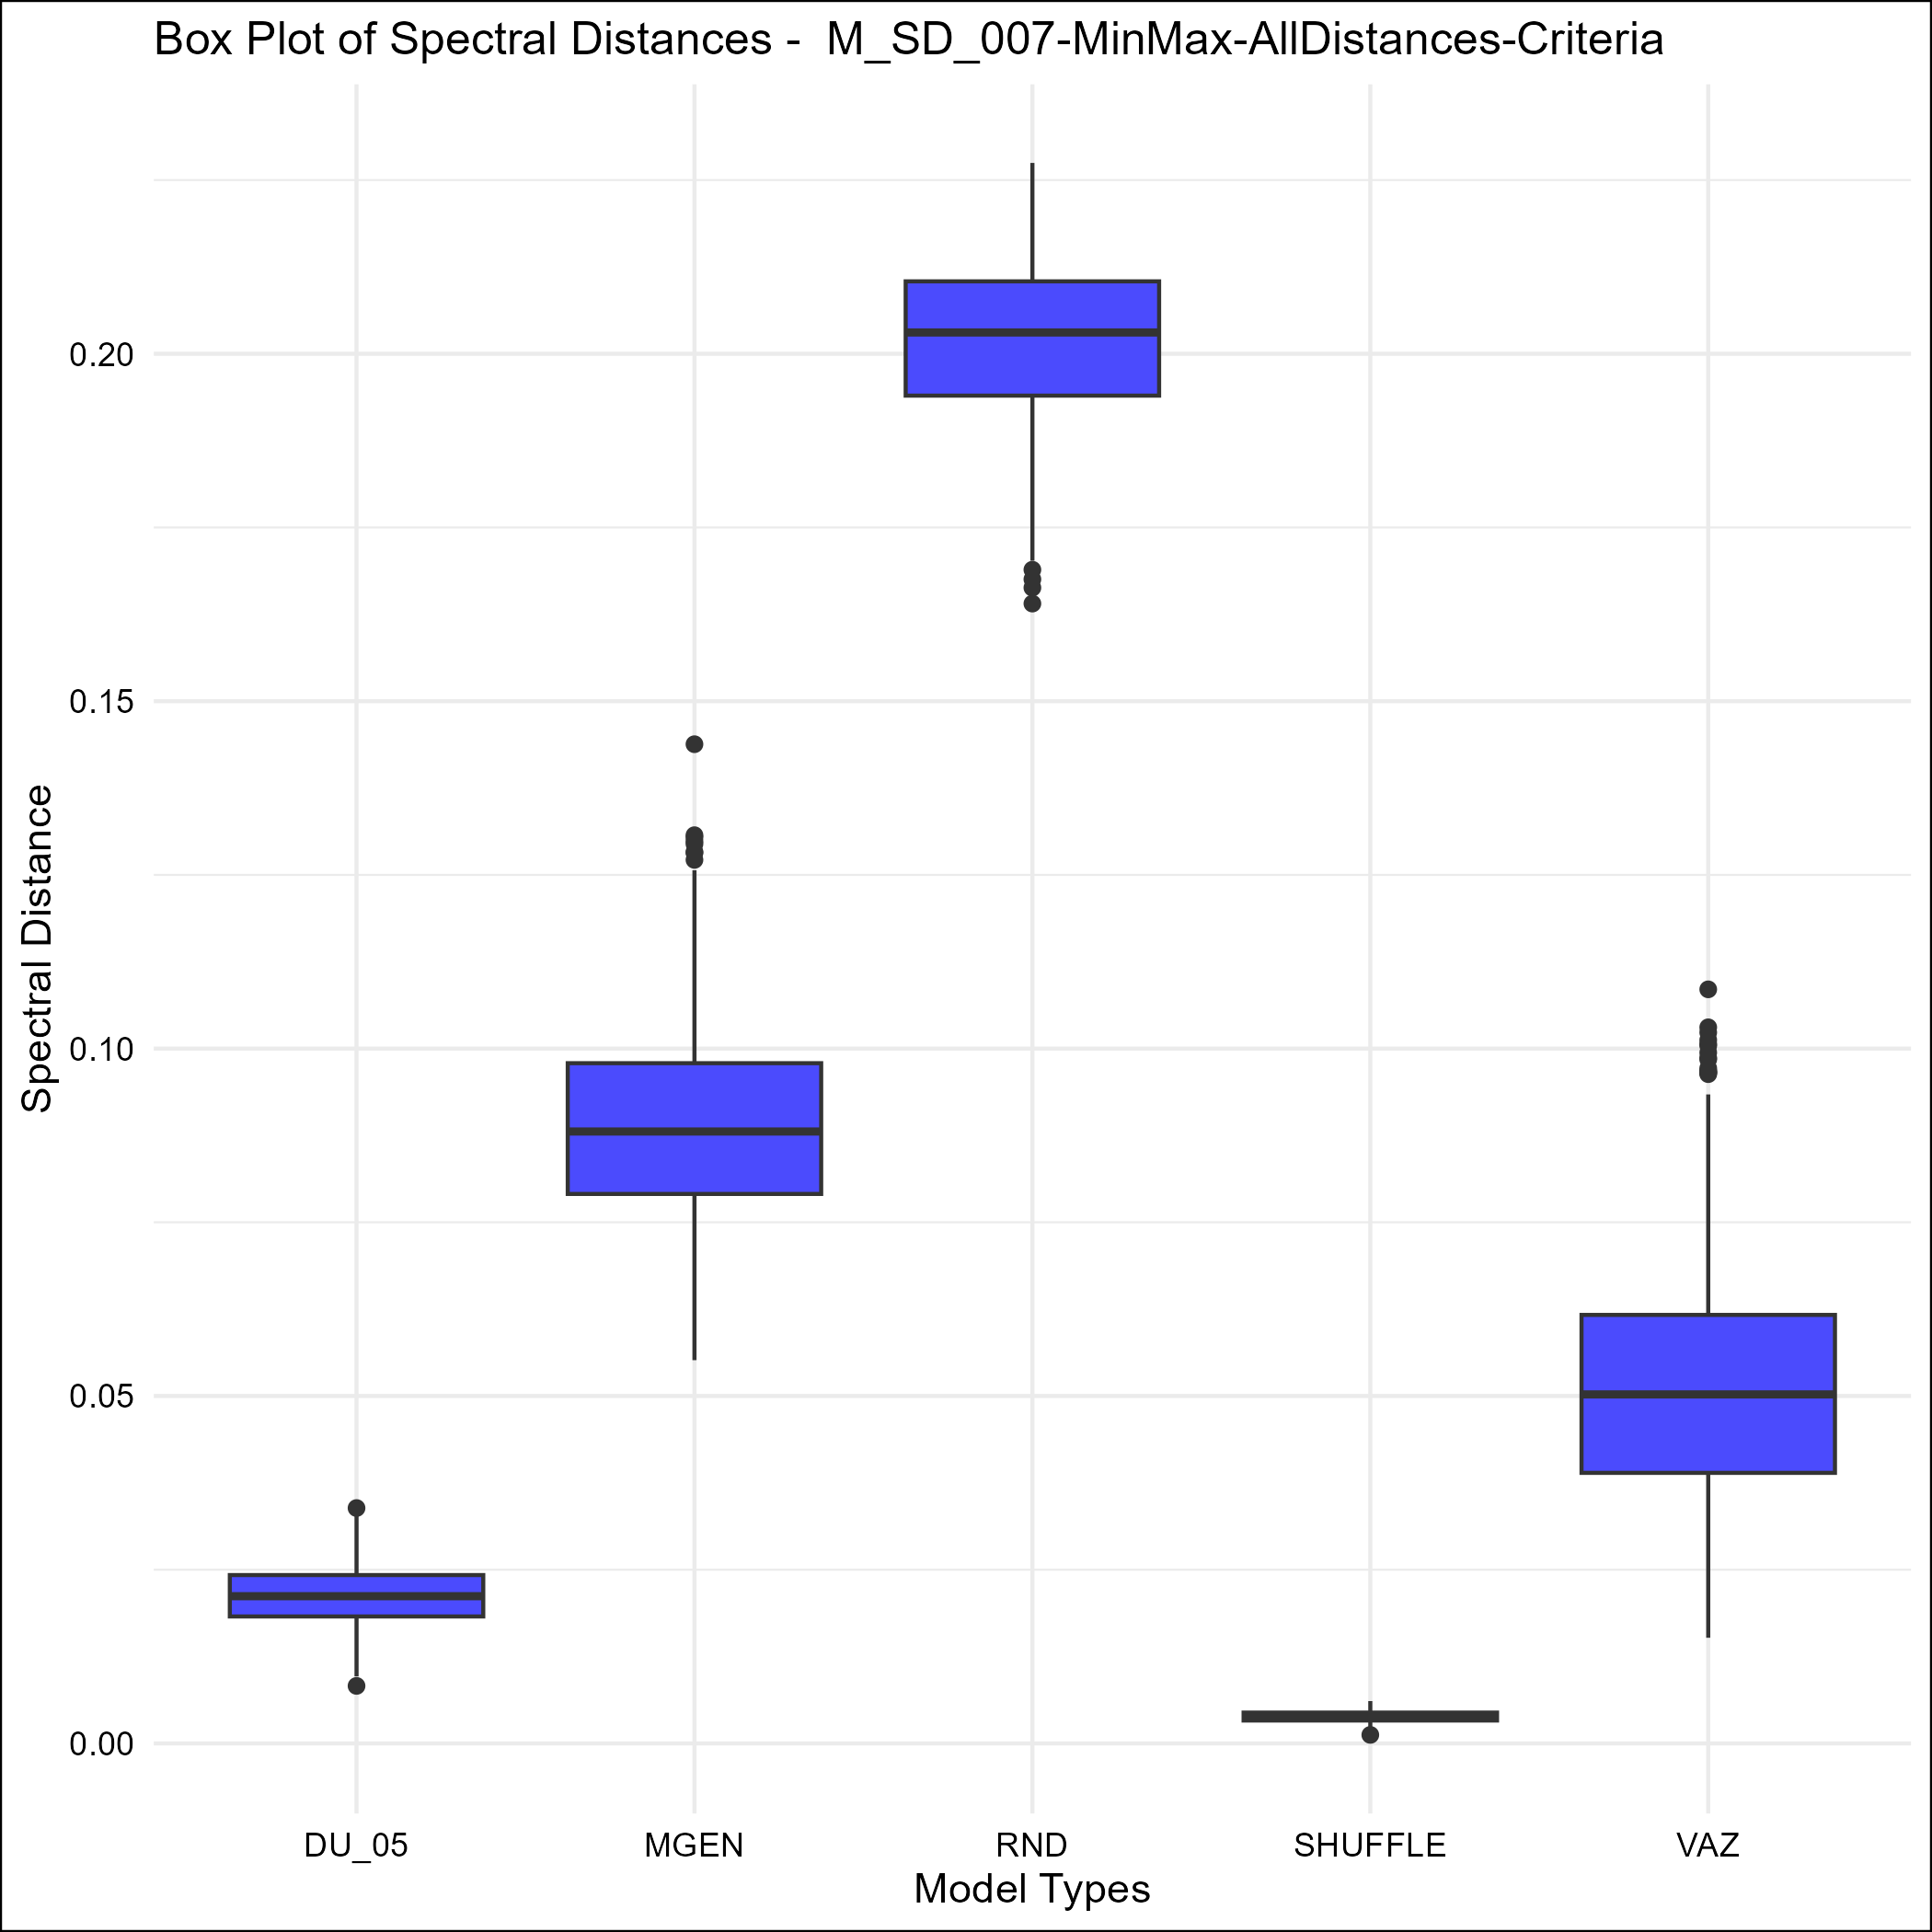 Box Plot of Spectral Distances -  M_SD_007-MinMax-AllDistances-Criteria
Spectral Distance
0.20
0.15
0.10
0.05
0.00
DU_05 MGEN RND SHUFFLE VAZ
Model Types